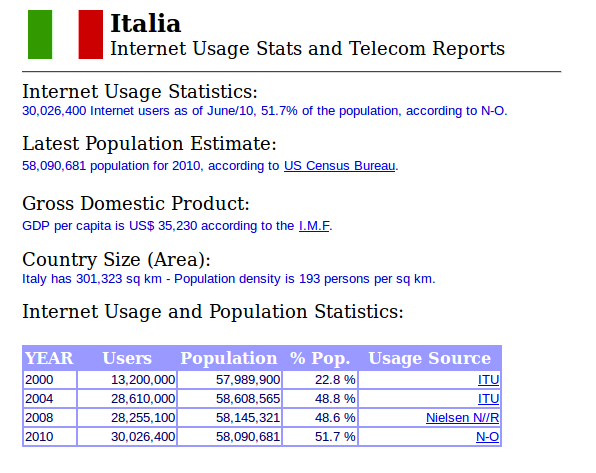 Italia
Internet Usage Stats and Telecom Reports
Internet Usage Statistics:
30,026,400 Internet users as of June/10, 51.7% of the population, according to N-O.
Latest Population Estimate:
58,090,681 population for 2010, according to US Census Bureau.
Gross Domestic Product:
GDP per capita is US$ 35,230 according to the I.M.F.
Country Size (Area):
Italy has 301,323 sq km - Population density is 193 persons per sq km.
Internet Usage and Population Statistics:
YEAR Users Population % Pop. Usage Source
2000 13,200,000 57,989,900 22.8 % ITU
2004 28,610,000 58,608,565 48.8 % ITU
2008 28,255,100 58,145,321 48.6 % Nielsen N//R
2010 30,026,400 58,090,681 51.7 % N-O